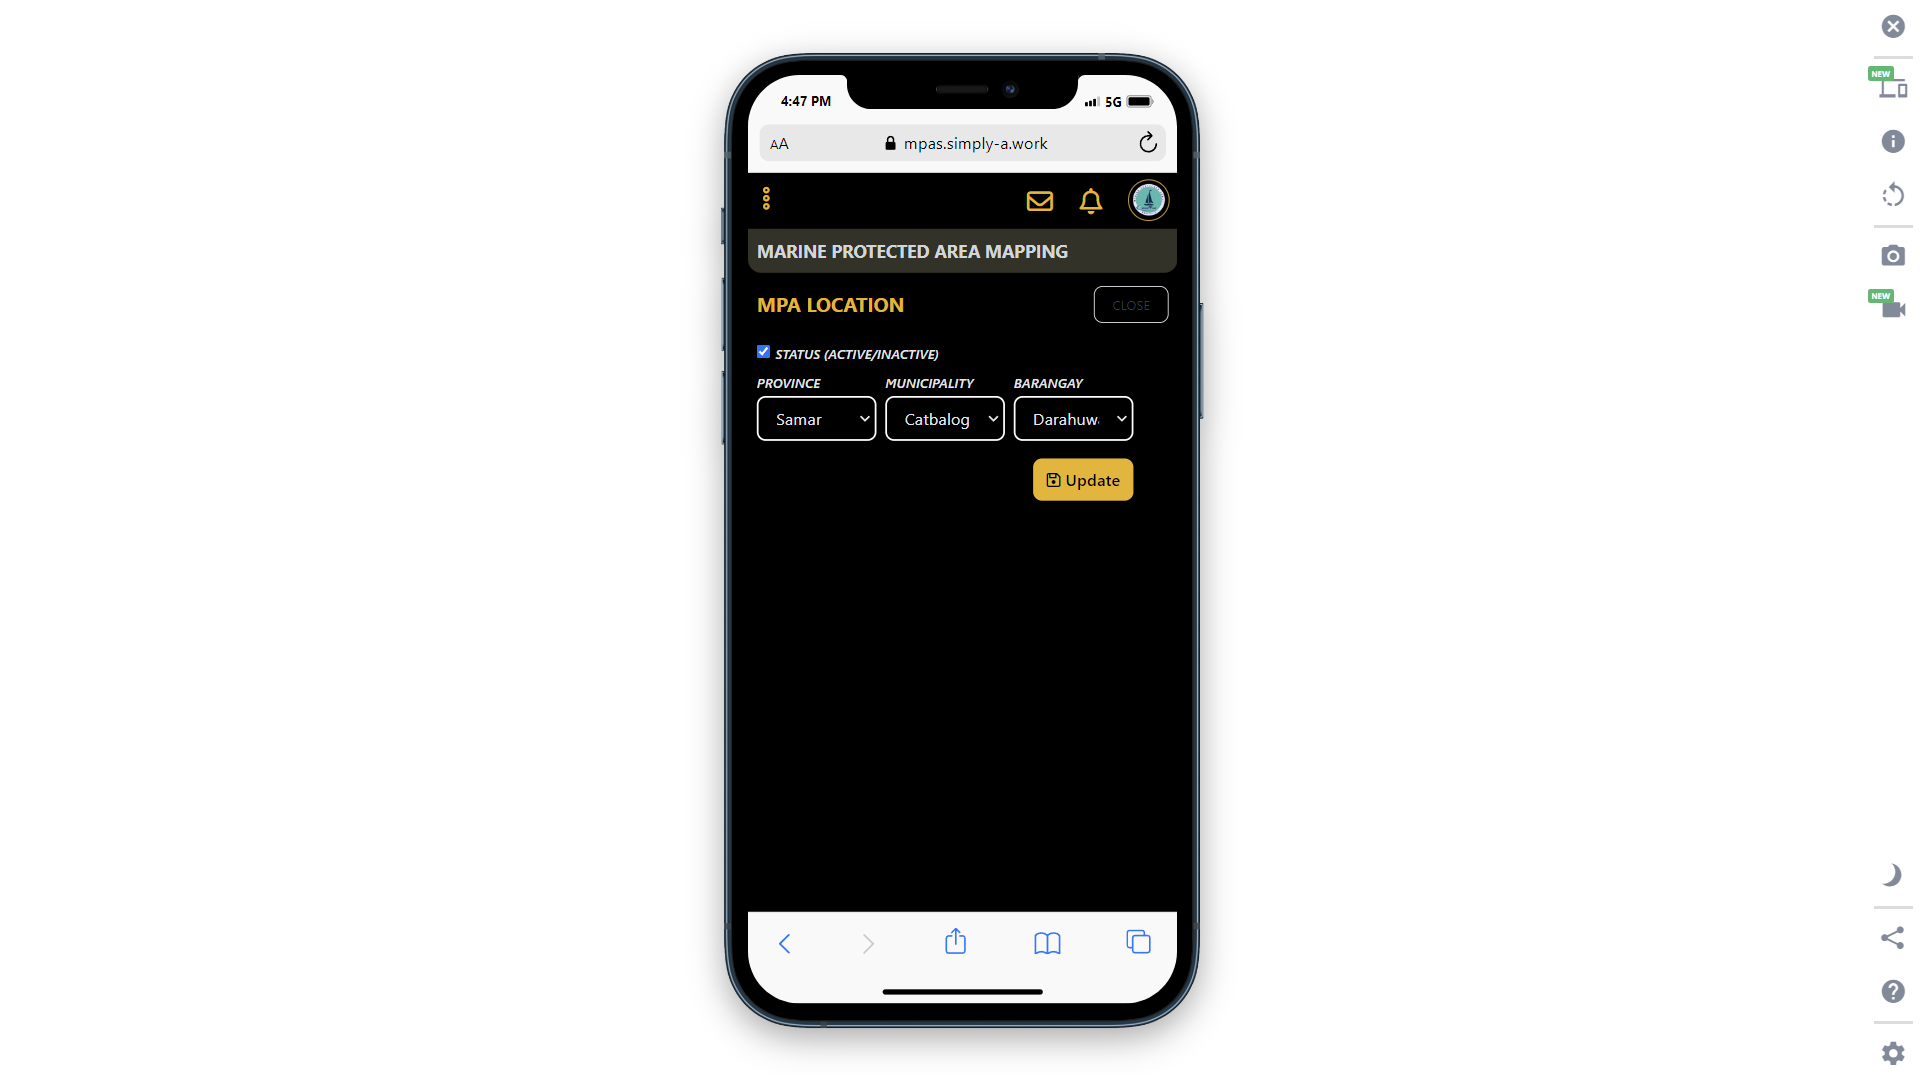 NEW
4:47 PM
5G
AA
mpas.simply-a.work
MARINE PROTECTED AREA MAPPING
MPA LOCATION
CLOSE
NEW
STATUS (ACTIVE/INACTIVE)
PROVINCE MUNICIPALITY BARANGAY
Samar Catbalog Darahuw
Update